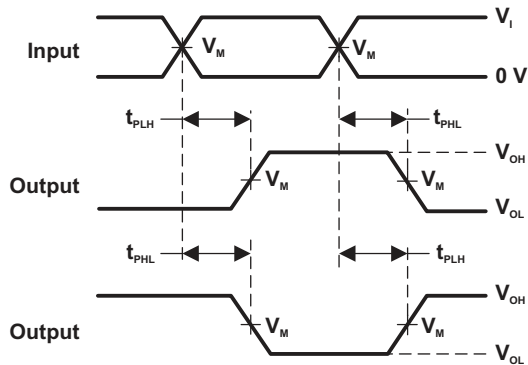 V_I
Input
V_M
V_M
0 V
t_PLH
t_PHL
V_OH
Output
V_M
V_M
V_OL
t_PHL
t_PLH
V_OH
Output
V_M
V_M
V_OL